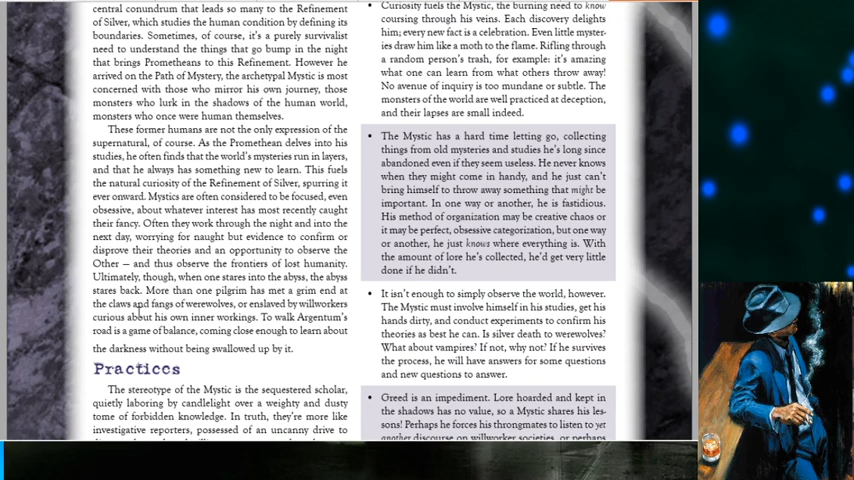 central conundrum that leads so many to the Refinement
of Silver, which studies the human condition by defining its
boundaries. Sometimes, of course, it's a purely survivalist
need to understand the things that go bump in the night
that brings Prometheans to this Refinement. However he
arrived on the Path of Mystery, the archetypal Mystic is most
concerned with those who mirror his own journey, those
monsters who lurk in the shadows of the human world,
monsters who once were human themselves.
These former humans are not the only expression of the
supernatural, of course. As the Promethean delves into his
studies, he often finds that the world's mysteries run in layers,
and that he always has something new to learn. This fuels
the natural curiosity of the Refinement of Silver, spurring it
ever onward. Mystics are often considered to be focused, even
obsessive, about whatever interest has most recently caught
their fancy. Often they work through the night and into the
next day, worrying for naught but evidence to confirm or
disprove their theories and an opportunity to observe the
Other — and thus observe the frontiers of lost humanity.
Ultimately, though, when one stares into the abyss, the abyss
stares back. More than one pilgrim has met a grim end at
the claws and fangs of werewolves, or enslaved by willworkers
curious about his own inner workings. To walk Argentum's
road is a game of balance, coming close enough to learn about
the darkness without being swallowed up by it.
Practices
The stereotype of the Mystic is the sequestered scholar,
quietly laboring by candlelight over a weighty and dusty
tome of forbidden knowledge. In truth, they're more like
investigative reporters, possessed of an uncanny drive to
• Curiosity fuels the Mystic, the burning need to know
coursing through his veins. Each discovery delights
him; every new fact is a celebration. Even little myster-
ies draw him like a moth to the flame. Rifling through
a random person's trash, for example: it's amazing
what one can learn from what others throw away!
No avenue of inquiry is too mundane or subtle. The
monsters of the world are well practiced at deception,
and their lapses are small indeed.
• The Mystic has a hard time letting go, collecting
things from old mysteries and studies he's long since
abandoned even if they seem useless. He never knows
when they might come in handy, and he just can't
bring himself to throw away something that might be
important. In one way or another, he is fastidious.
His method of organization may be creative chaos or
it may be perfect, obsessive categorization, but one way
or another, he just knows where everything is. With
the amount of lore he's collected, he'd get very little
done if he didn't.
• It isn't enough to simply observe the world, however.
The Mystic must involve himself in his studies, get his
hands dirty, and conduct experiments to confirm his
theories as best he can. Is silver death to werewolves?
What about vampires? If not, why not? If he survives
the process, he will have answers for some questions
and new questions to answer.
• Greed is an impediment. Lore hoarded and kept in
the shadows has no value, so a Mystic shares his les-
sons! Perhaps he forces his throngmates to listen to yet
another discourse on willworker societies, or perhaps